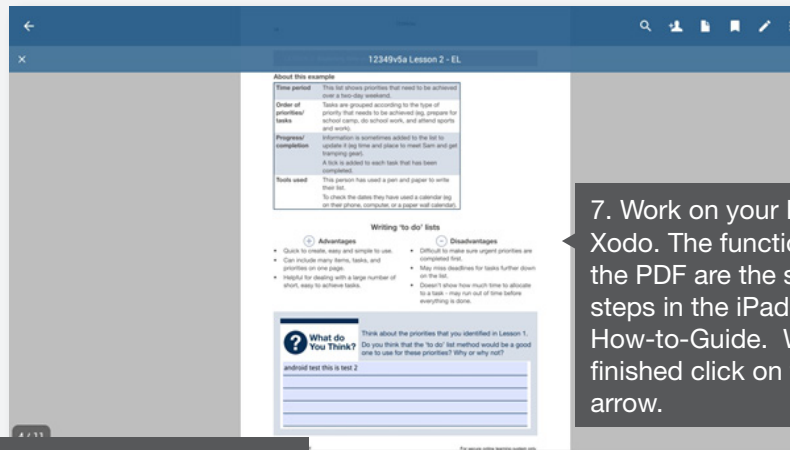 12349v5a Lesson 2 - EL
About this example
Time period
This list shows priorities that need to be achieved
over a two-day weekend.
Order of
priorities/
tasks
Tasks are grouped according to the type of
priority that needs to be achieved (eg, prepare for
school camp, do school work, and attend sports
and work).
Progress/
completion
Information is sometimes added to the list to
update it (eg time and place to meet Sam and get
tramping gear).
A tick is added to each task that has been
completed.
Tools used
This person has used a pen and paper to write
their list.
To check the dates they have used a calendar (eg
on their phone, computer, or a paper wall calendar).
Writing 'to do' lists
+ Advantages
• Quick to create, easy and simple to use.
• Can include many items, tasks, and
priorities on one page.
• Helpful for dealing with a large number of
short, easy to achieve tasks.
- Disadvantages
• Difficult to make sure urgent priorities are
completed first.
• May miss deadlines for tasks further down
on the list.
• Doesn't show how much time to allocate
to a task - may run out of time before
everything is done.
? What do
You Think?
Think about the priorities that you identified in Lesson 1.
Do you think that the 'to do' list method would be a good
one to use for these priorities? Why or why not?
android test this is test 2
4 / 11
7. Work on your
Xodo. The functio
the PDF are the s
steps in the iPad
How-to-Guide. W
finished click on
arrow.